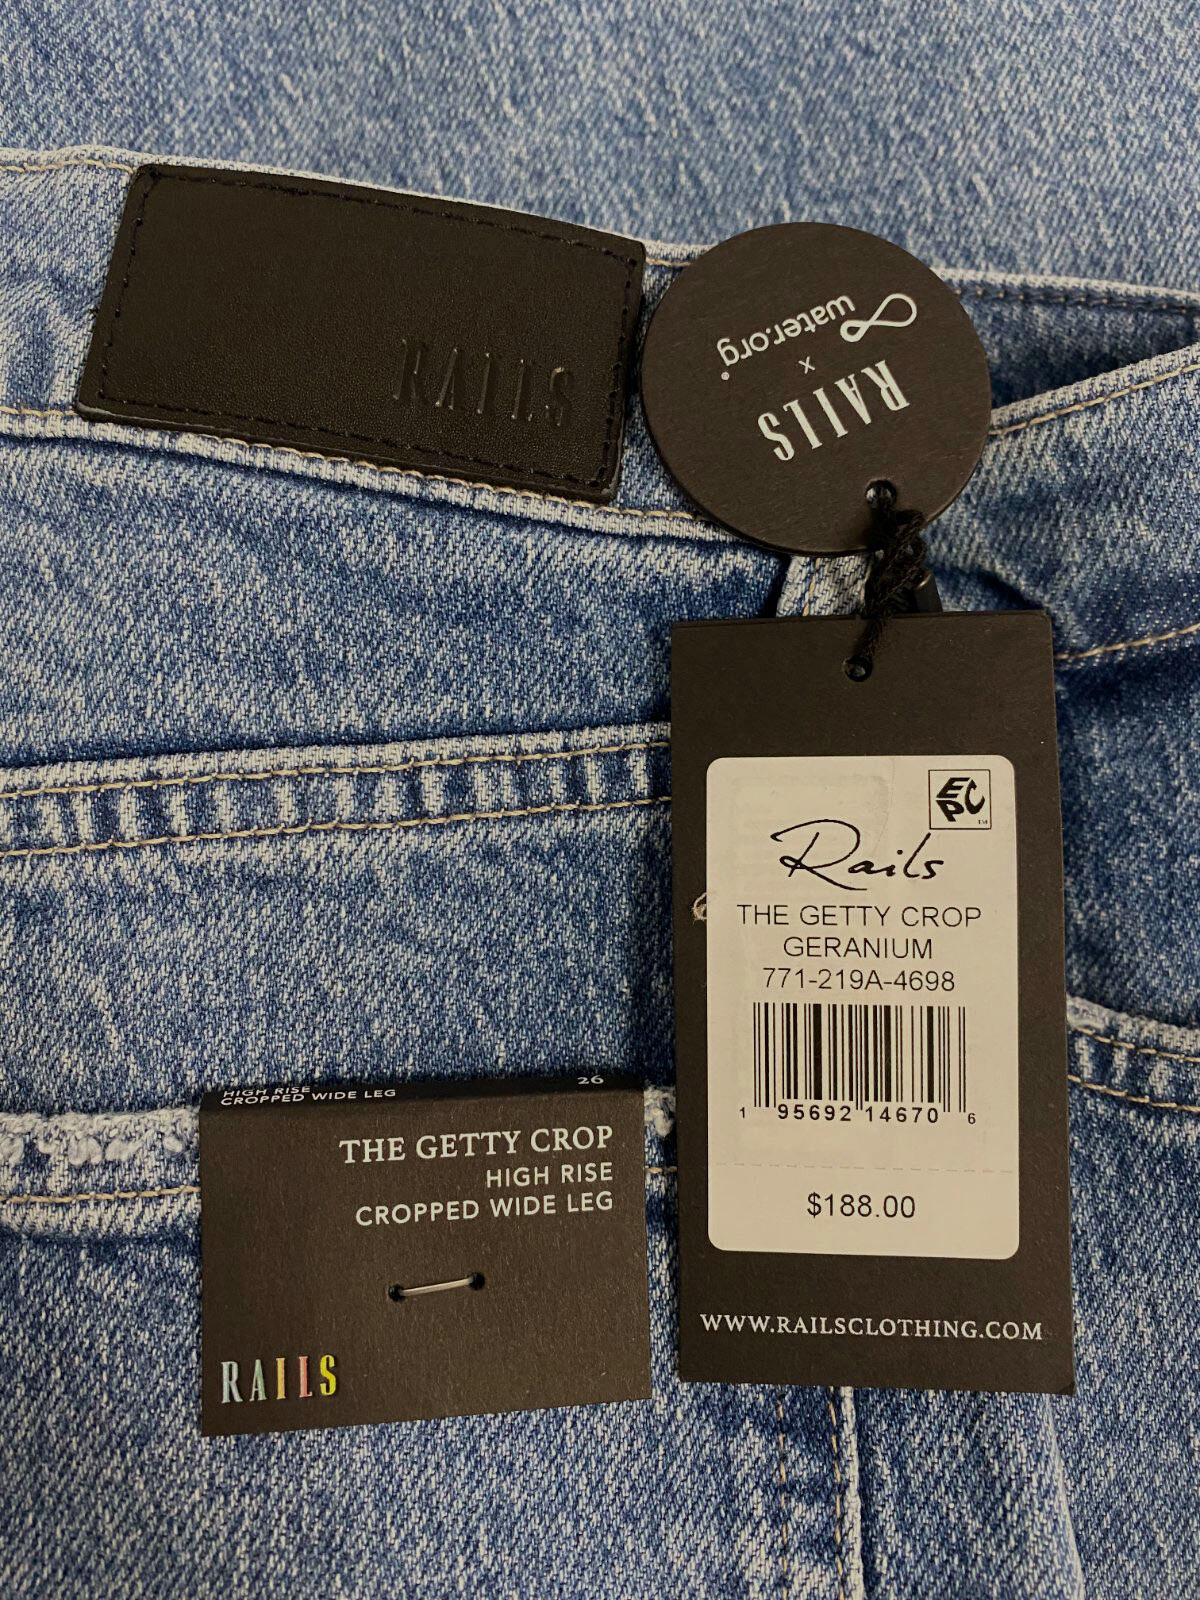 RAILS
water.org
x
RAILS
EPC
TM
Rails
THE GETTY CROP
GERANIUM
771-219A-4698
1 95692 14670 6
$188.00
WWW.RAILSCLOTHING.COM
HIGH RISE 26
CROPPED WIDE LEG
THE GETTY CROP
HIGH RISE
CROPPED WIDE LEG
RAILS